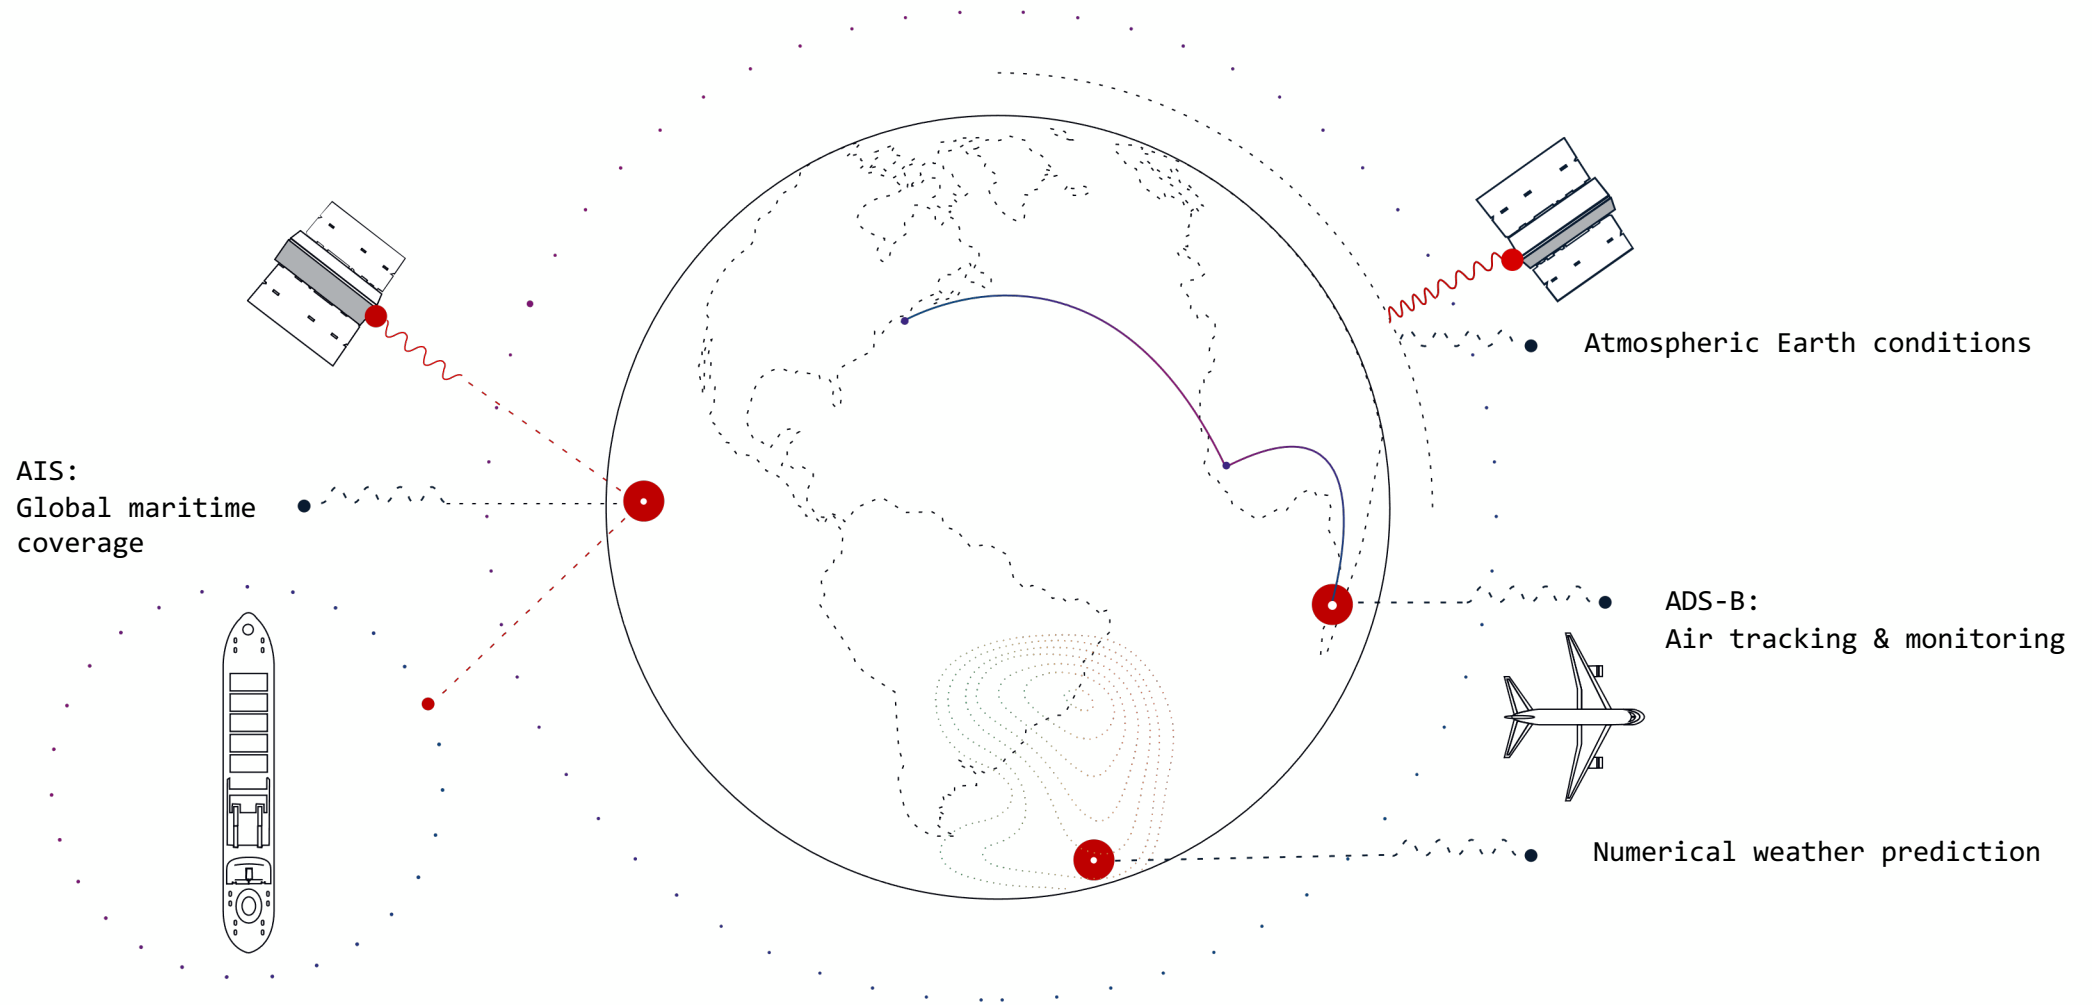 Atmospheric Earth conditions
AIS:
Global maritime
coverage
ADS-B:
Air tracking & monitoring
Numerical weather prediction